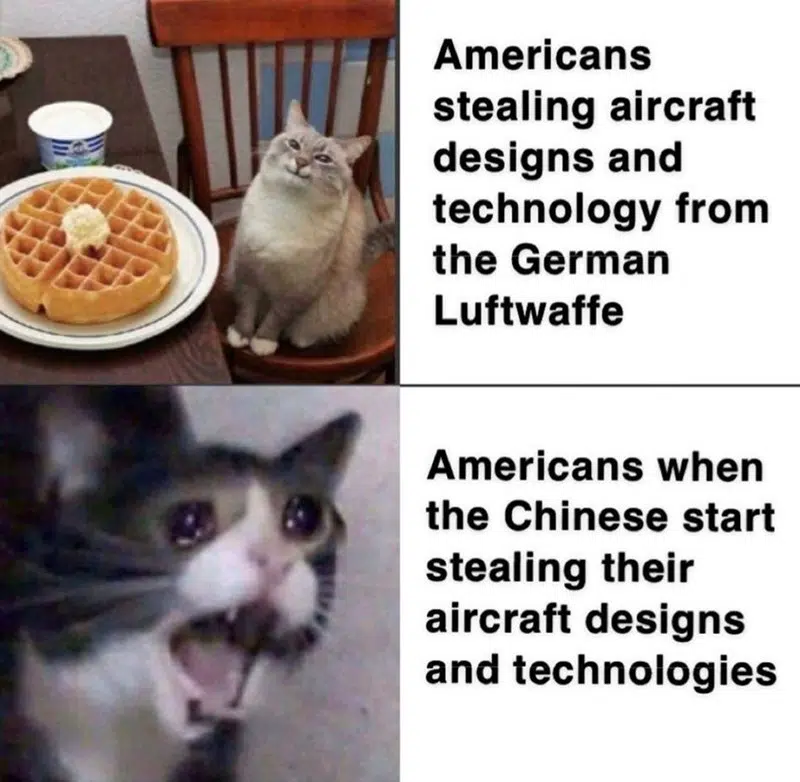 Americans
stealing aircraft
designs and
technology from
the German
Luftwaffe
Americans when
the Chinese start
stealing their
aircraft designs
and technologies